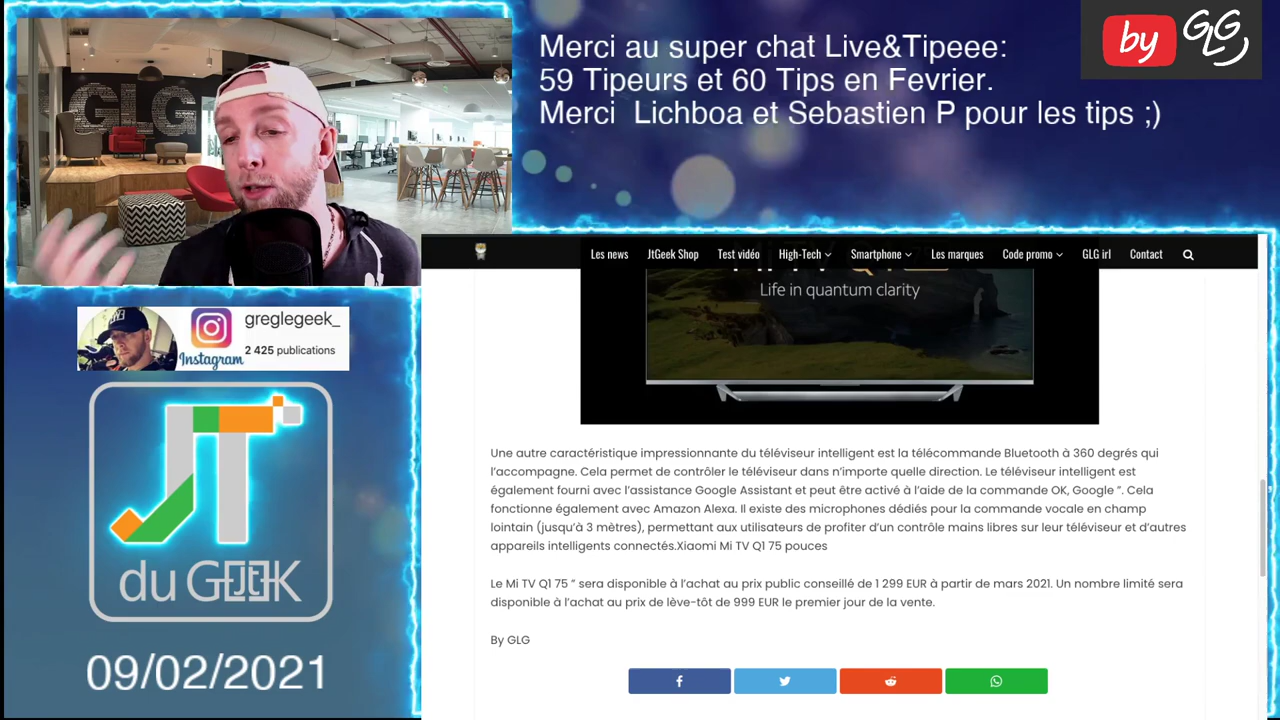 GLG
Merci au super chat Live&Tipeee:
59 Tipeurs et 60 Tips en Fevrier.
Merci Lichboa et Sebastien P pour les tips ;)
by GLG
greglegeek_
Instagram
2 425 publications
JT
du GEEK
JtG
09/02/2021
Les news JtGeek Shop Test vidéo High-Tech Smartphone Les marques Code promo GLG irl Contact
Life in quantum clarity
Une autre caractéristique impressionnante du téléviseur intelligent est la télécommande Bluetooth à 360 degrés qui
l’accompagne. Cela permet de contrôler le téléviseur dans n’importe quelle direction. Le téléviseur intelligent est
également fourni avec l’assistance Google Assistant et peut être activé à l’aide de la commande OK, Google ”. Cela
fonctionne également avec Amazon Alexa. Il existe des microphones dédiés pour la commande vocale en champ
lointain (jusqu’à 3 mètres), permettant aux utilisateurs de profiter d’un contrôle mains libres sur leur téléviseur et d’autres
appareils intelligents connectés.Xiaomi Mi TV Q1 75 pouces
Le Mi TV Q1 75 ” sera disponible à l’achat au prix public conseillé de 1 299 EUR à partir de mars 2021. Un nombre limité sera
disponible à l’achat au prix de lève-tôt de 999 EUR le premier jour de la vente.
By GLG